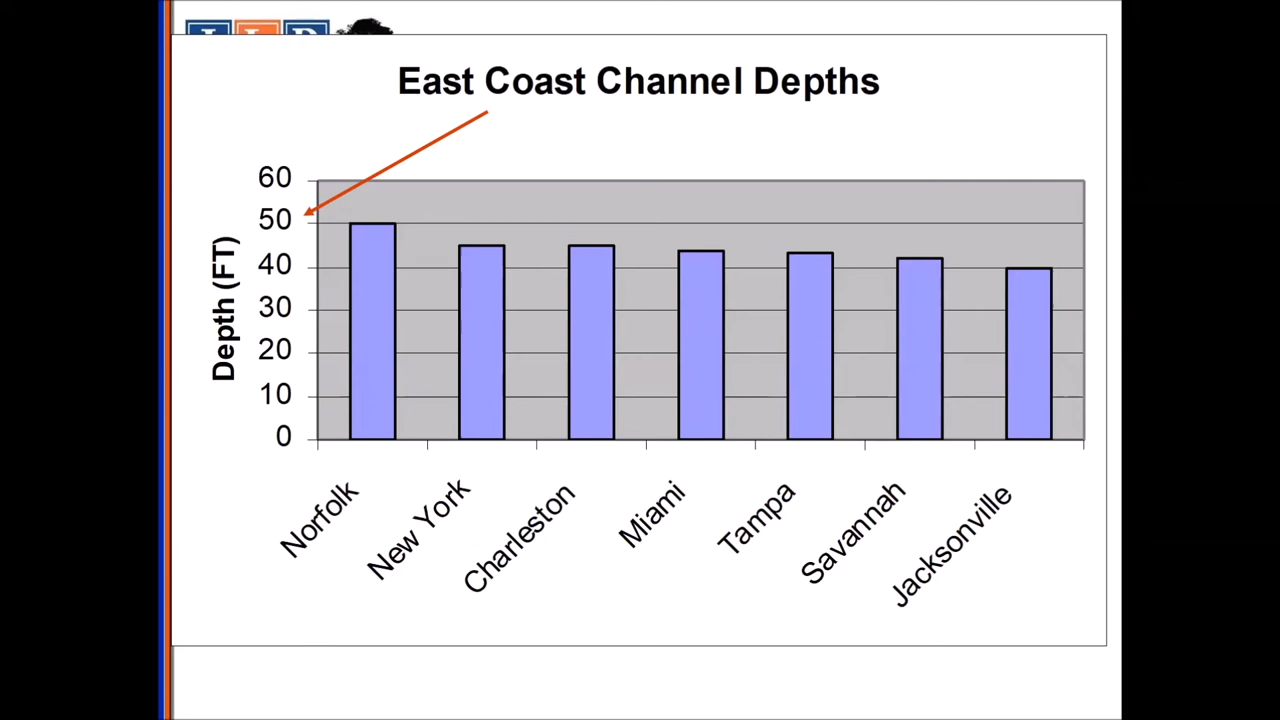 East Coast Channel Depths
60
50
40
30
20
10
0
Depth (FT)
Norfolk
New York
Charleston
Miami
Tampa
Savannah
Jacksonville